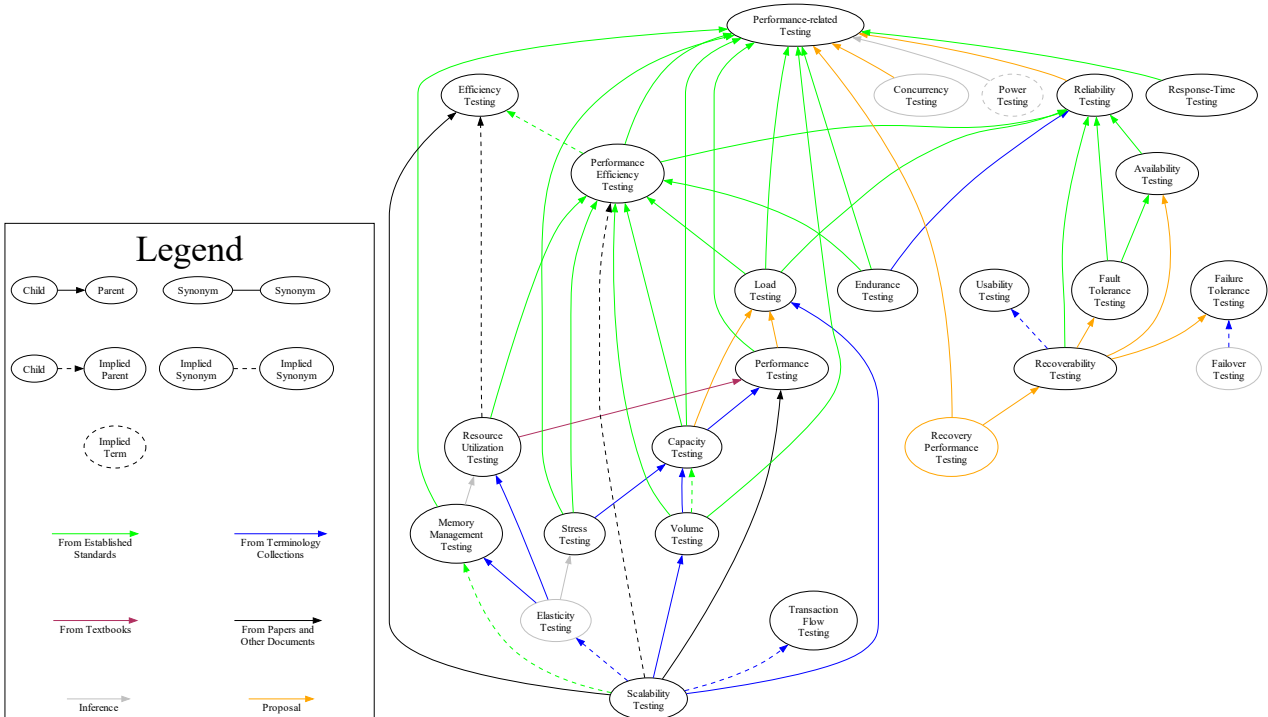 Performance-related
Testing
Efficiency
Testing
Concurrency
Testing
Power
Testing
Reliability
Testing
Response-Time
Testing
Performance
Efficiency
Testing
Availability
Testing
Legend
Child
Parent
Synonym
Synonym
Load
Testing
Endurance
Testing
Usability
Testing
Fault
Tolerance
Testing
Failure
Tolerance
Testing
Child
Implied
Parent
Implied
Synonym
Implied
Synonym
Performance
Testing
Recoverability
Testing
Failover
Testing
Implied
Term
Resource
Utilization
Testing
Capacity
Testing
Recovery
Performance
Testing
From Established
Standards
From Terminology
Collections
Memory
Management
Testing
Stress
Testing
Volume
Testing
From Textbooks
From Papers and
Other Documents
Elasticity
Testing
Transaction
Flow
Testing
Inference
Proposal
Scalability
Testing